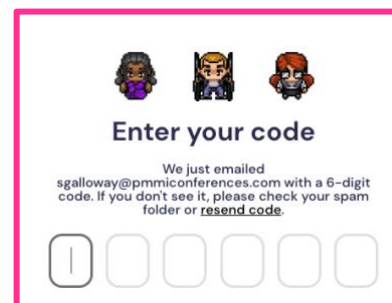 Enter your code
We just emailed
sgalloway@pmmiconferences.com with a 6-digit
code. If you don't see it, please check your spam
folder or resend code.